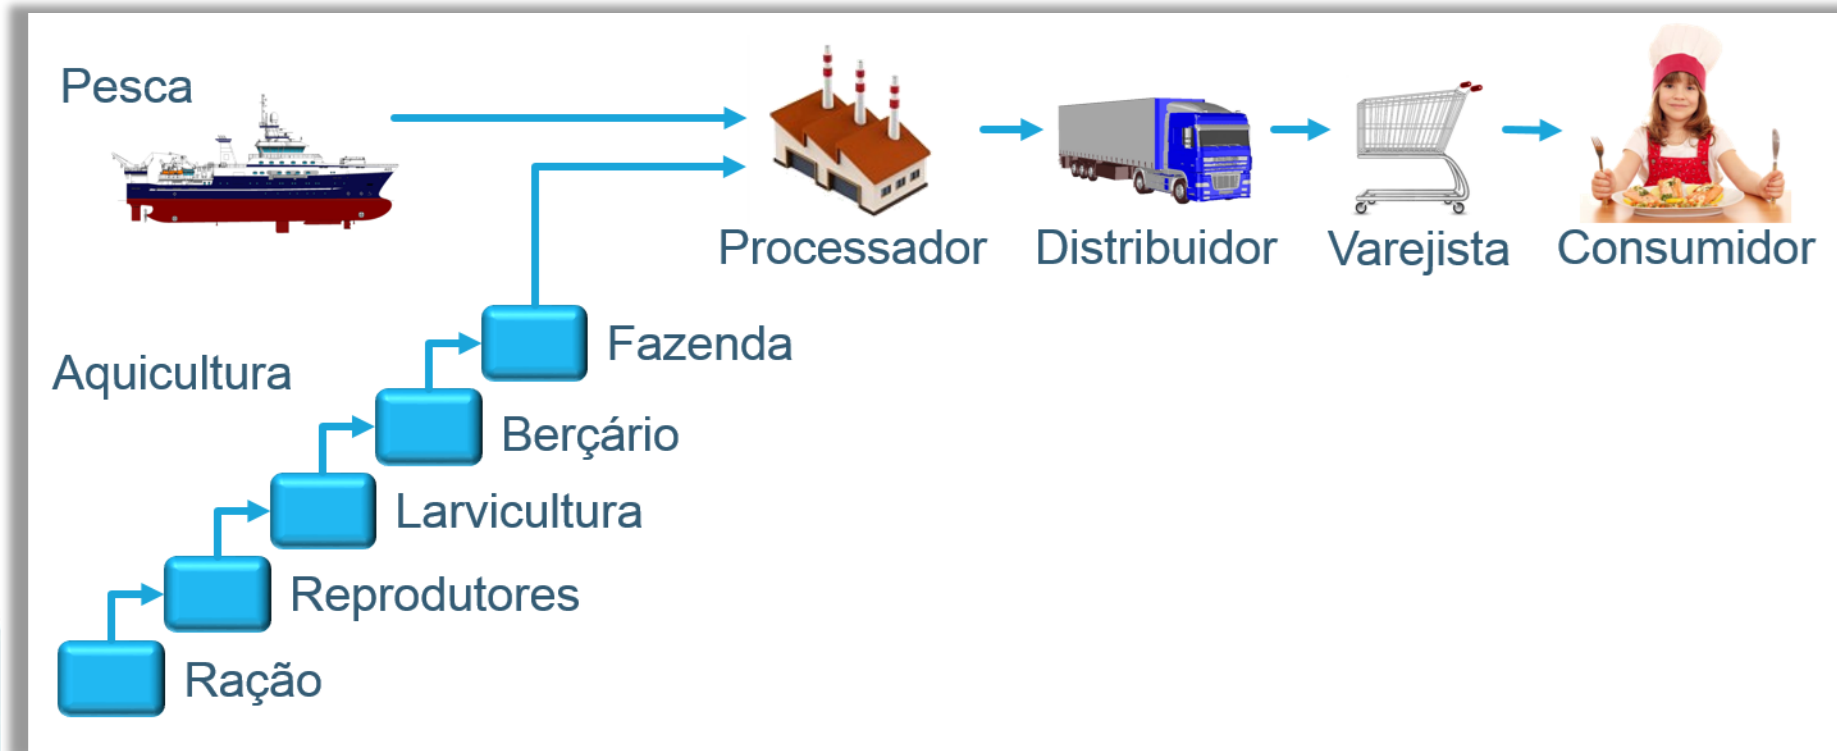 Pesca
Processador
Distribuidor
Varejista
Consumidor
Aquicultura
Fazenda
Berçário
Larvicultura
Reprodutores
Ração